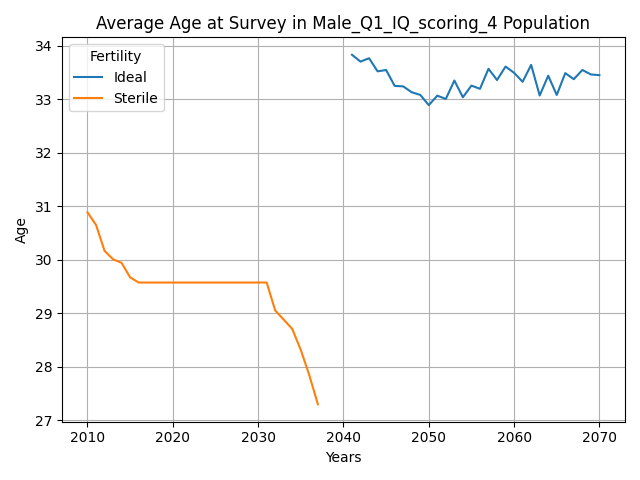 Average Age at Survey in Male_Q1_IQ_scoring_4 Population
Fertility
Ideal
Sterile
34
33
32
31
30
29
28
27
Age
2010 2020 2030 2040 2050 2060 2070
Years